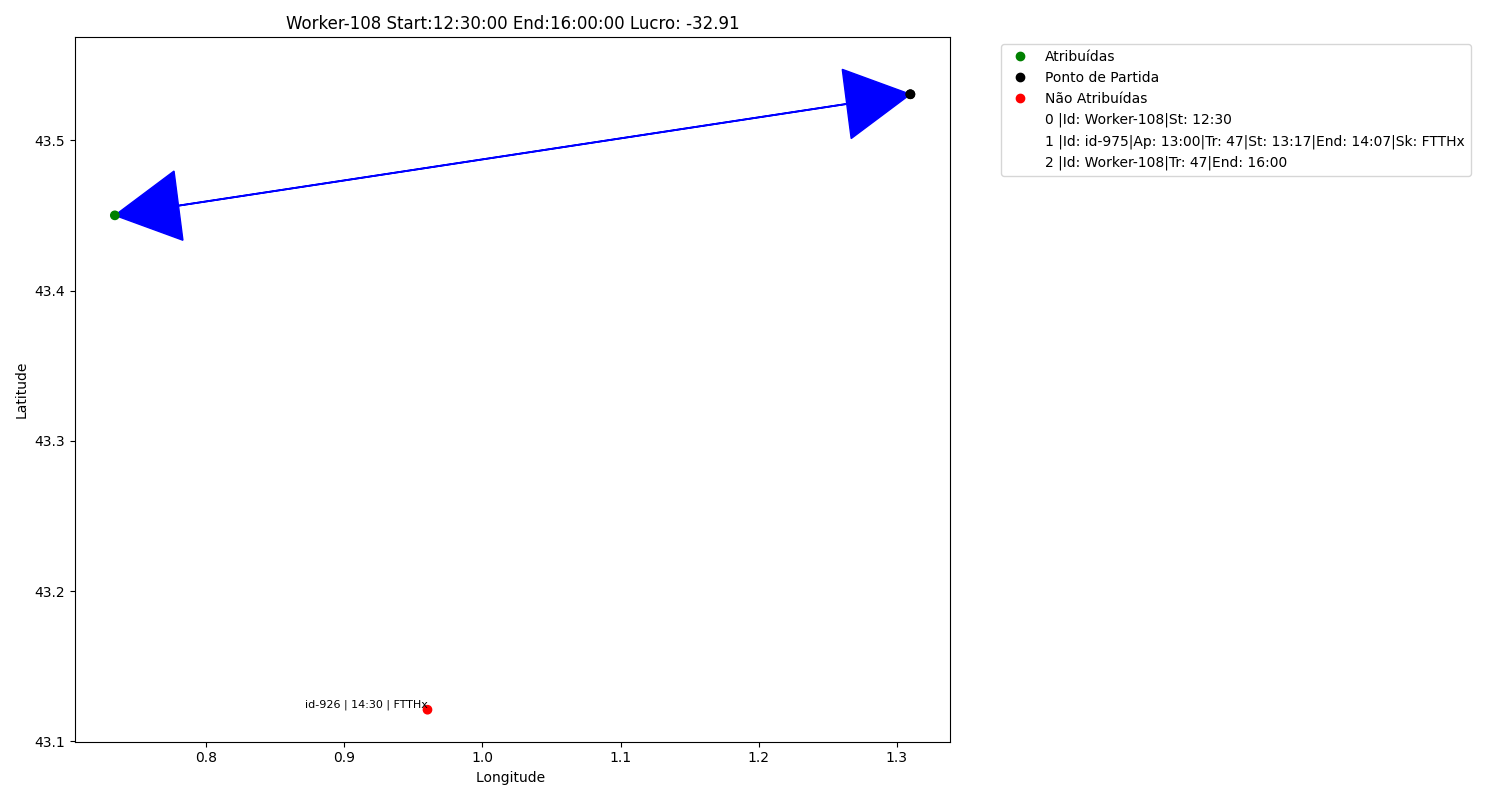 Worker-108 Start:12:30:00 End:16:00:00 Lucro: -32.91
Atribuídas
Ponto de Partida
Não Atribuídas
0 |Id: Worker-108|St: 12:30
1 |Id: id-975|Ap: 13:00|Tr: 47|St: 13:17|End: 14:07|Sk: FTTHx
2 |Id: Worker-108|Tr: 47|End: 16:00
43.5
43.4
43.3
43.2
43.1
Latitude
id-926 | 14:30 | FTTHx
0.8
0.9
1.0
1.1
1.2
1.3
Longitude